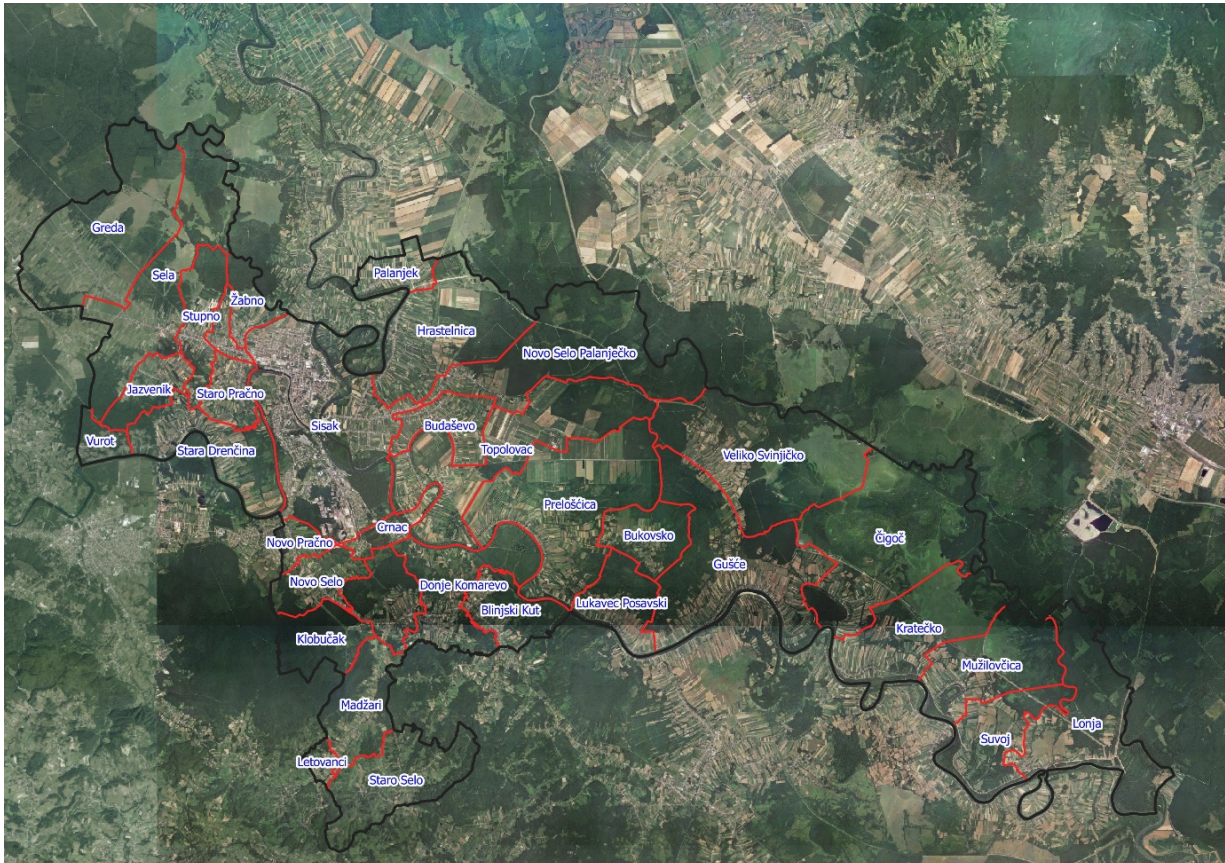 Greda
Sela
Palanjek
Žabno
Stupno
Hrastelnica
Novo Selo Palanječko
Jazvenik
Staro Pračno
Sisak
Budaševo
Vurot
Stara Drenčina
Topolovac
Veliko Svinjičko
Prelošćica
Crnac
Bukovsko
Čigoč
Novo Pračno
Gušće
Novo Selo
Donje Komarevo
Lukavec Posavski
Blinjski Kut
Kratečko
Klobučak
Mužilovčica
Madžari
Lonja
Suvoj
Letovanci
Staro Selo